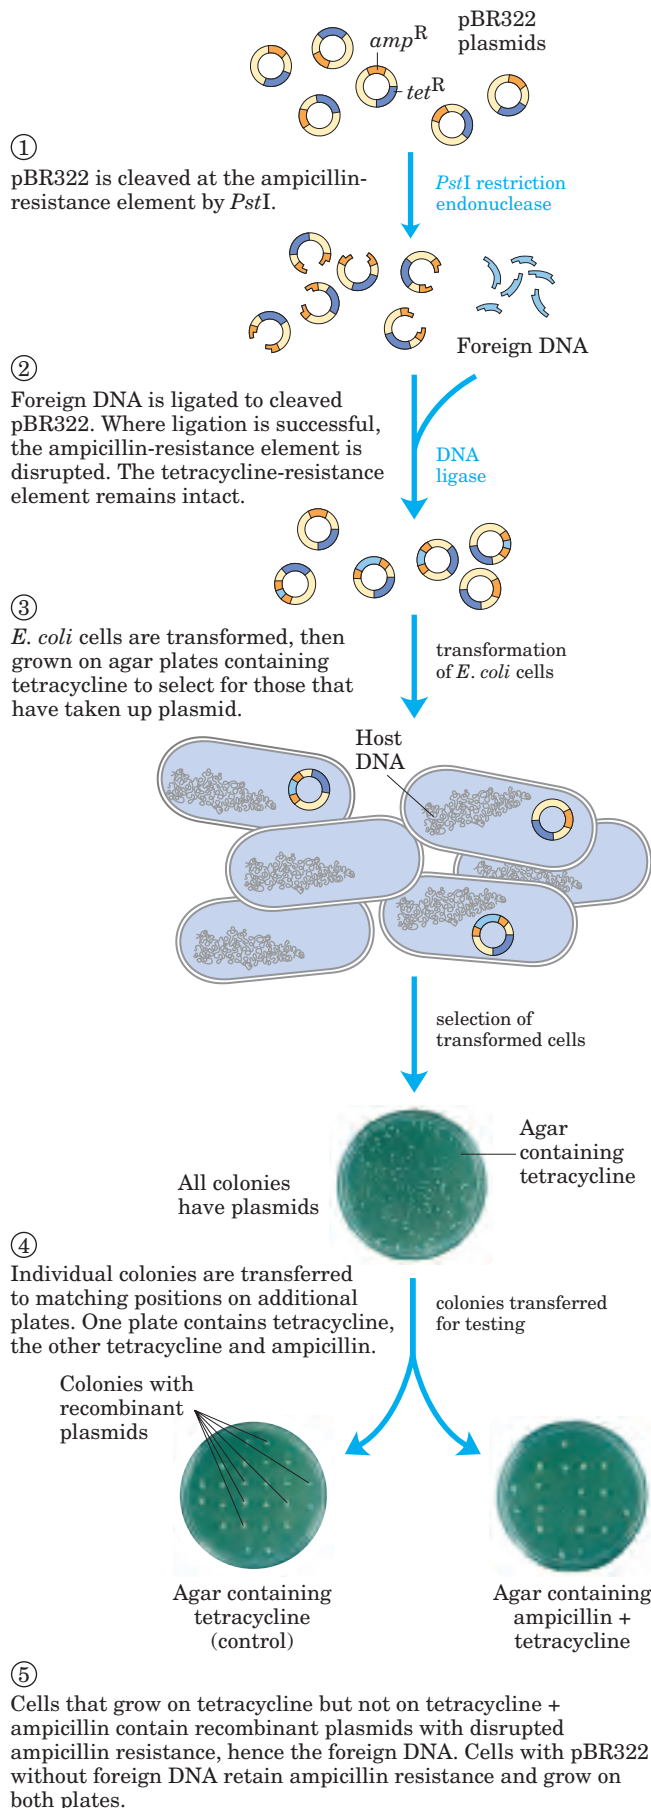 pBR322
plasmids
ampR
tetR
①
pBR322 is cleaved at the ampicillin-
resistance element by PstI.
PstI restriction
endonuclease
Foreign DNA
②
Foreign DNA is ligated to cleaved
pBR322. Where ligation is successful,
the ampicillin-resistance element is
disrupted. The tetracycline-resistance
element remains intact.
DNA
ligase
③
E. coli cells are transformed, then
grown on agar plates containing
tetracycline to select for those that
have taken up plasmid.
transformation
of E. coli cells
Host
DNA
selection of
transformed cells
Agar
containing
tetracycline
All colonies
have plasmids
④
Individual colonies are transferred
to matching positions on additional
plates. One plate contains tetracycline,
the other tetracycline and ampicillin.
colonies transferred
for testing
Colonies with
recombinant
plasmids
Agar containing
tetracycline
(control)
Agar containing
ampicillin +
tetracycline
⑤
Cells that grow on tetracycline but not on tetracycline +
ampicillin contain recombinant plasmids with disrupted
ampicillin resistance, hence the foreign DNA. Cells with pBR322
without foreign DNA retain ampicillin resistance and grow on
both plates.